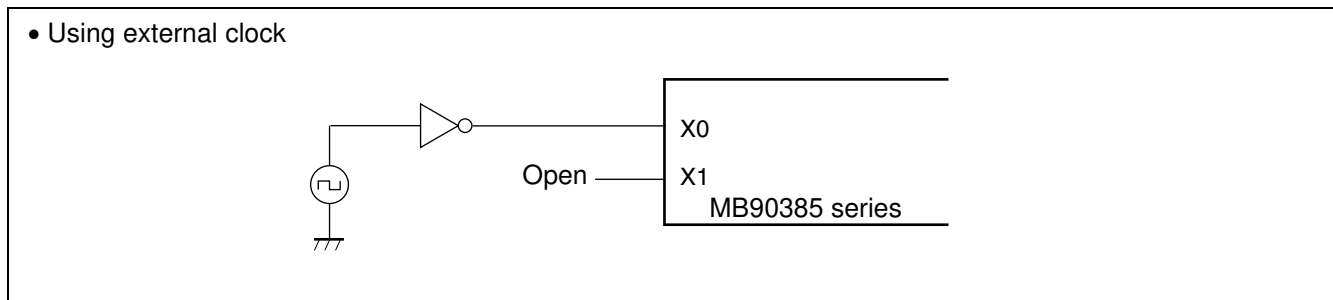 • Using external clock
X0
Open X1
MB90385 series